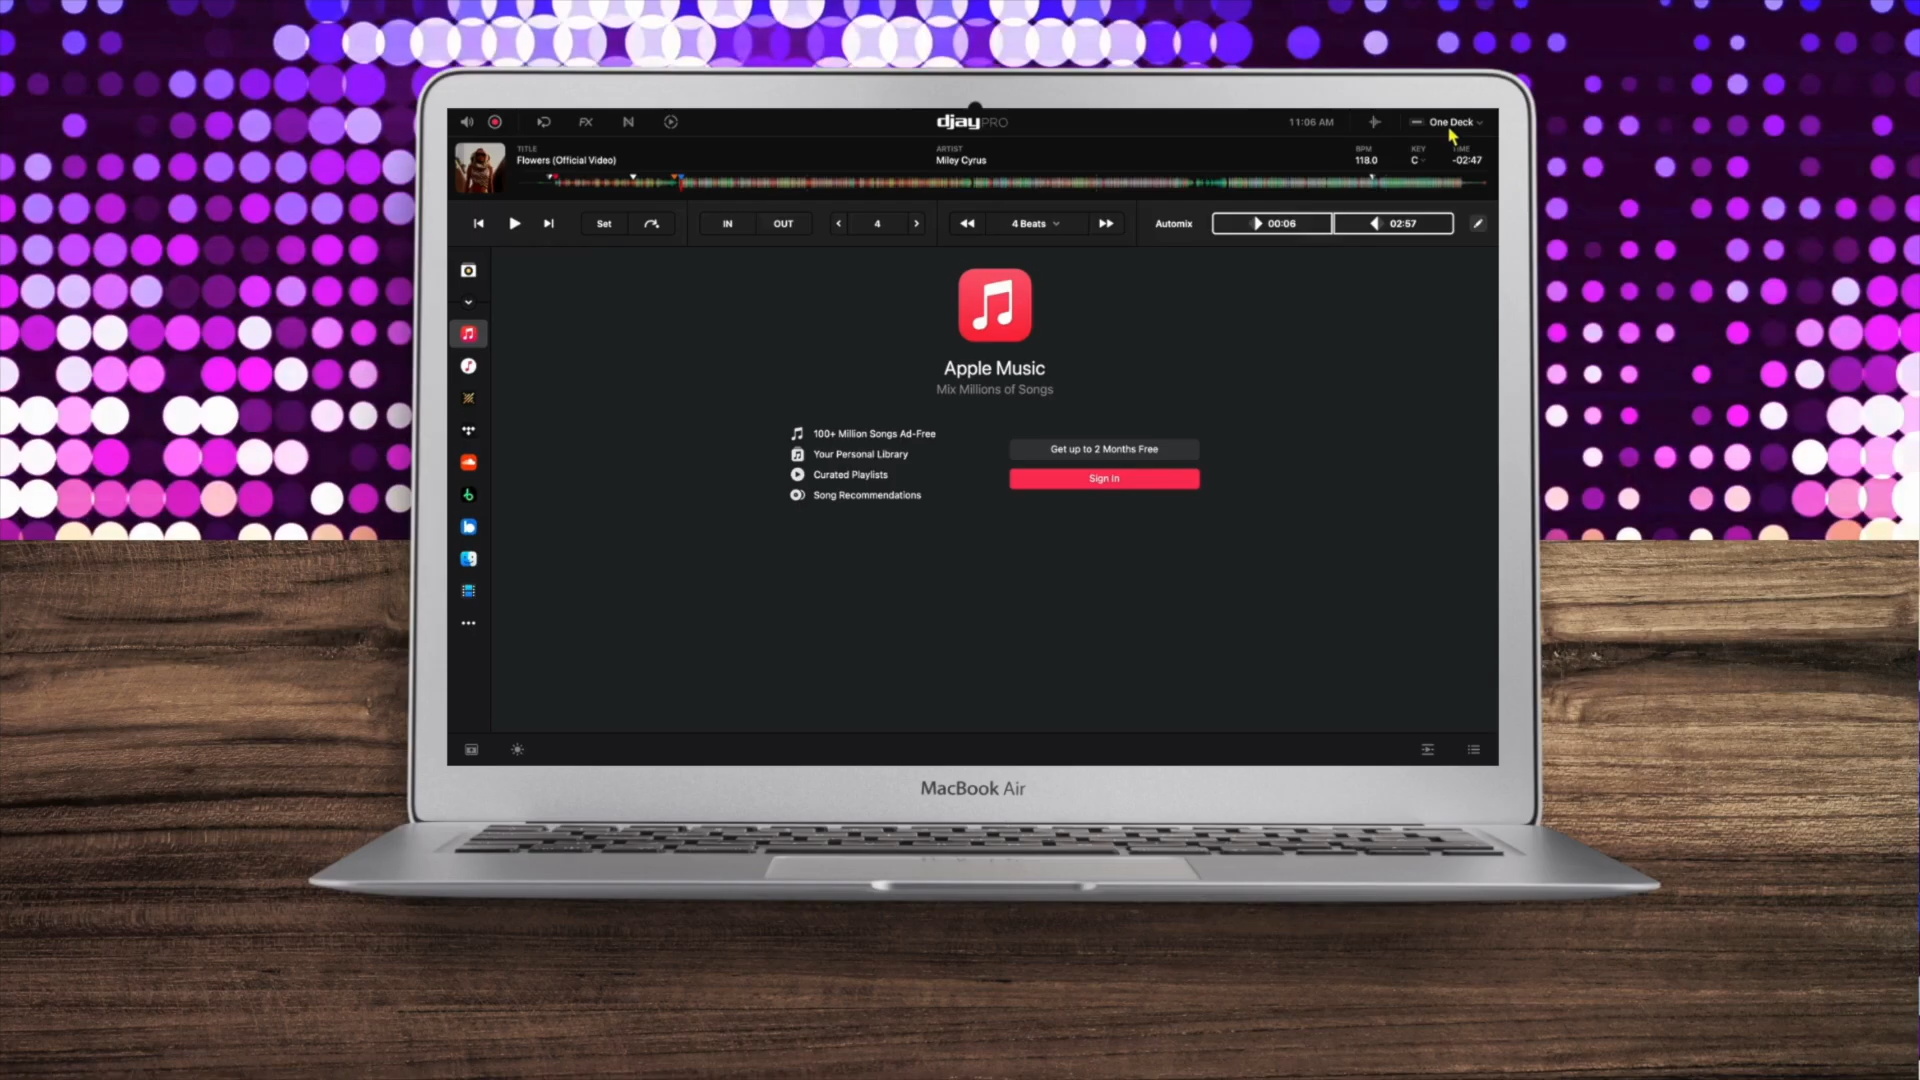 FX
djay PRO
11:06 AM
One Deck
TITLE
Flowers (Official Video)
ARTIST
Miley Cyrus
BPM
118.0
KEY
C
TIME
-02:47
Set
IN
OUT
4
4 Beats
Automix
00:06
02:57
Apple Music
Mix Millions of Songs
100+ Million Songs Ad-Free
Your Personal Library
Curated Playlists
Song Recommendations
Get up to 2 Months Free
Sign In
MacBook Air